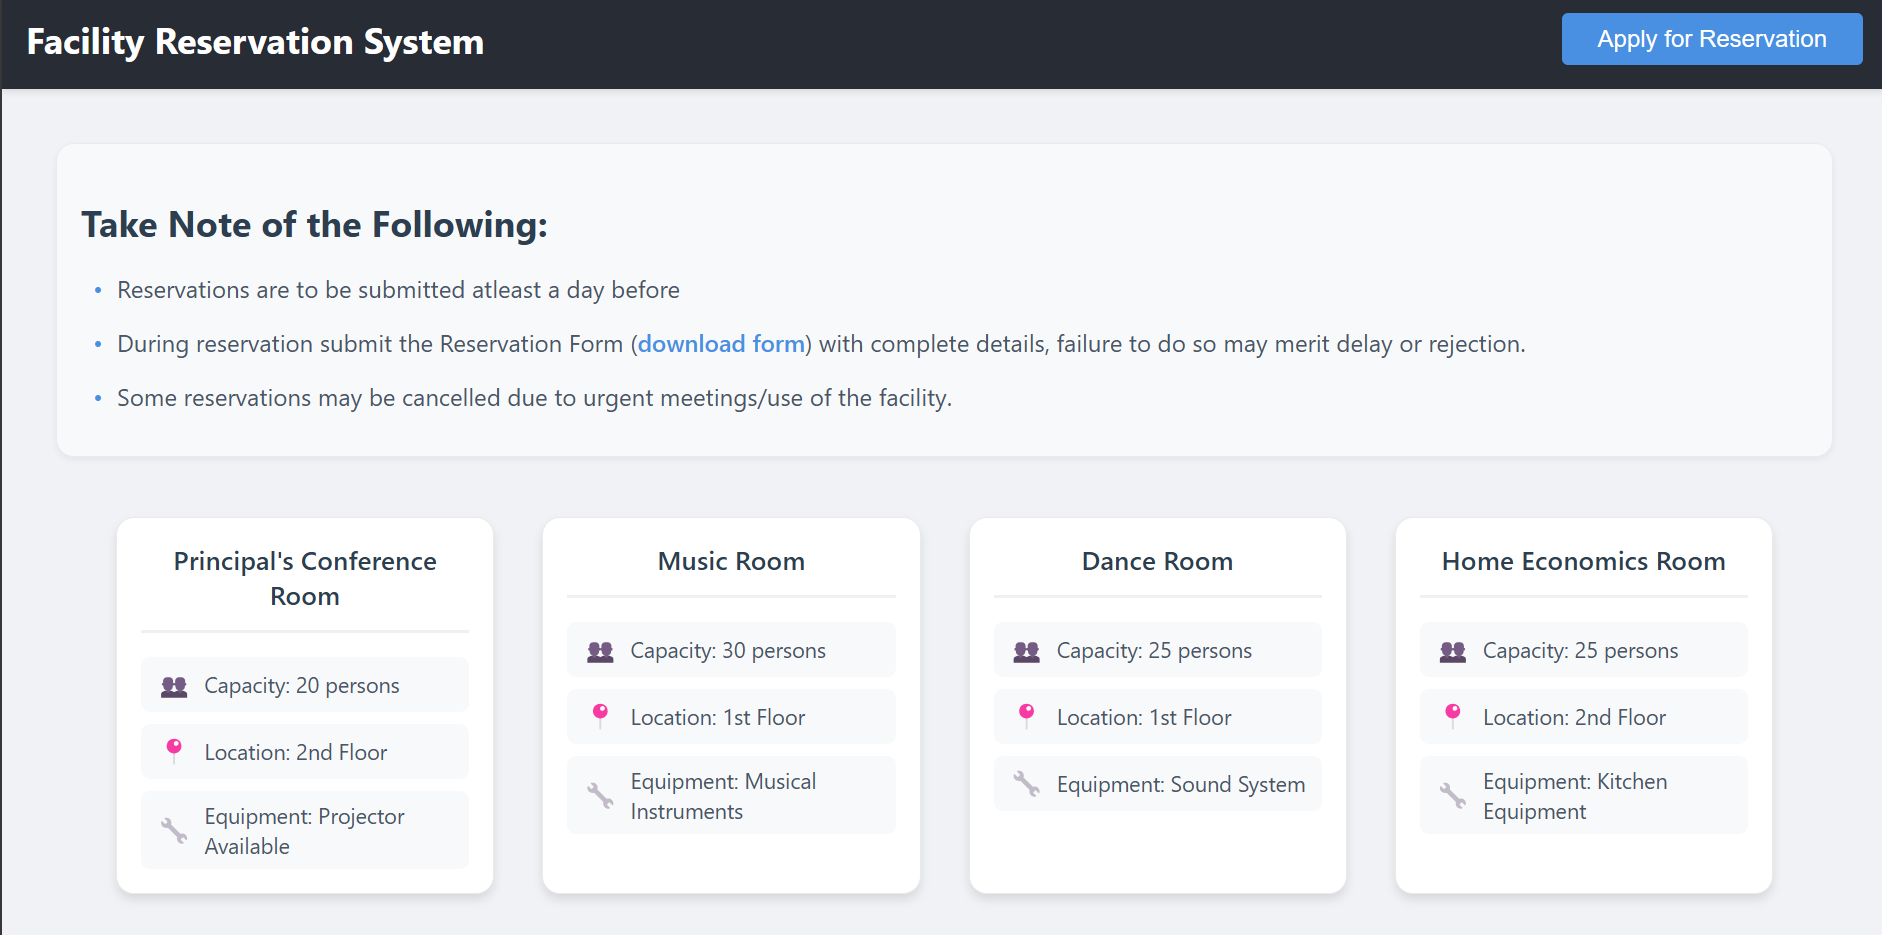 Facility Reservation System
Apply for Reservation
Take Note of the Following:
• Reservations are to be submitted atleast a day before
• During reservation submit the Reservation Form (download form) with complete details, failure to do so may merit delay or rejection.
• Some reservations may be cancelled due to urgent meetings/use of the facility.
Principal's Conference
Room
Capacity: 20 persons
Location: 2nd Floor
Equipment: Projector
Available
Music Room
Capacity: 30 persons
Location: 1st Floor
Equipment: Musical
Instruments
Dance Room
Capacity: 25 persons
Location: 1st Floor
Equipment: Sound System
Home Economics Room
Capacity: 25 persons
Location: 2nd Floor
Equipment: Kitchen
Equipment